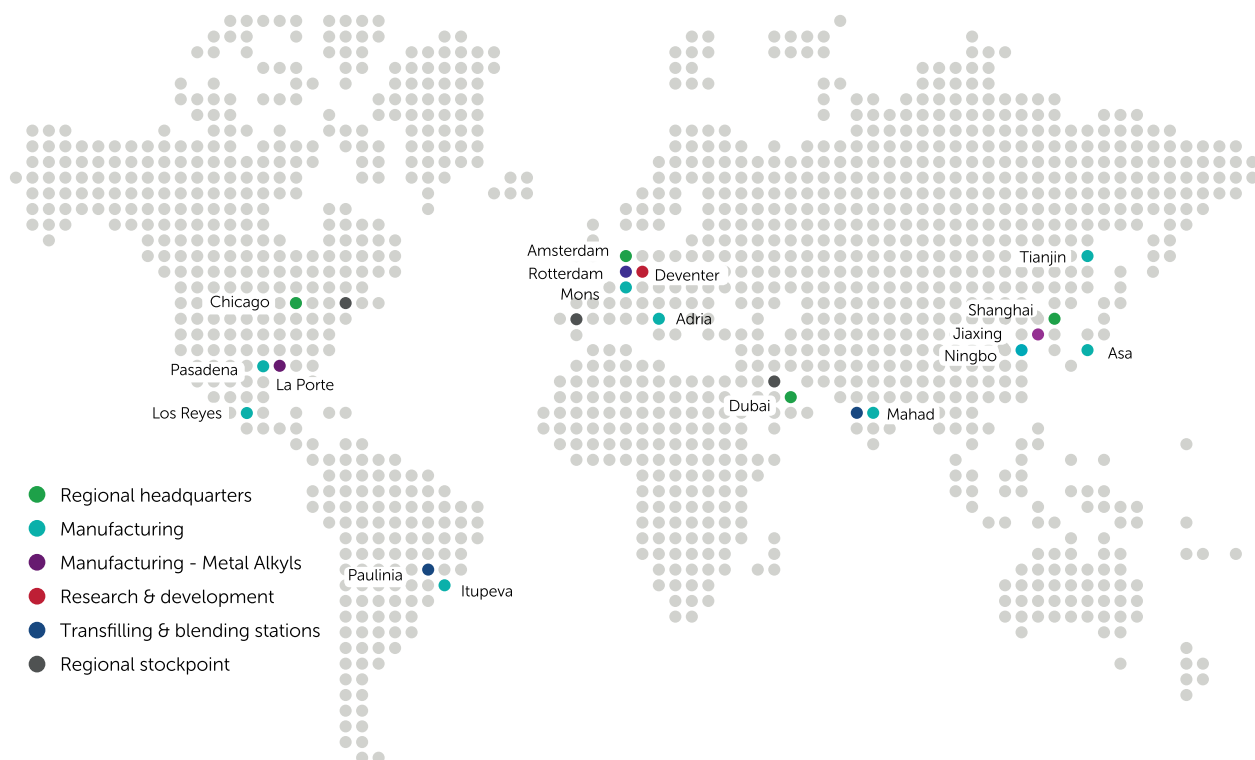 Amsterdam
Rotterdam
Deventer
Mons
Adria
Tianjin
Shanghai
Jiaxing
Ningbo
Asa
Chicago
Pasadena
La Porte
Los Reyes
Dubai
Mahad
Paulinia
Itupeva
Regional headquarters
Manufacturing
Manufacturing - Metal Alkyls
Research & development
Transfilling & blending stations
Regional stockpoint